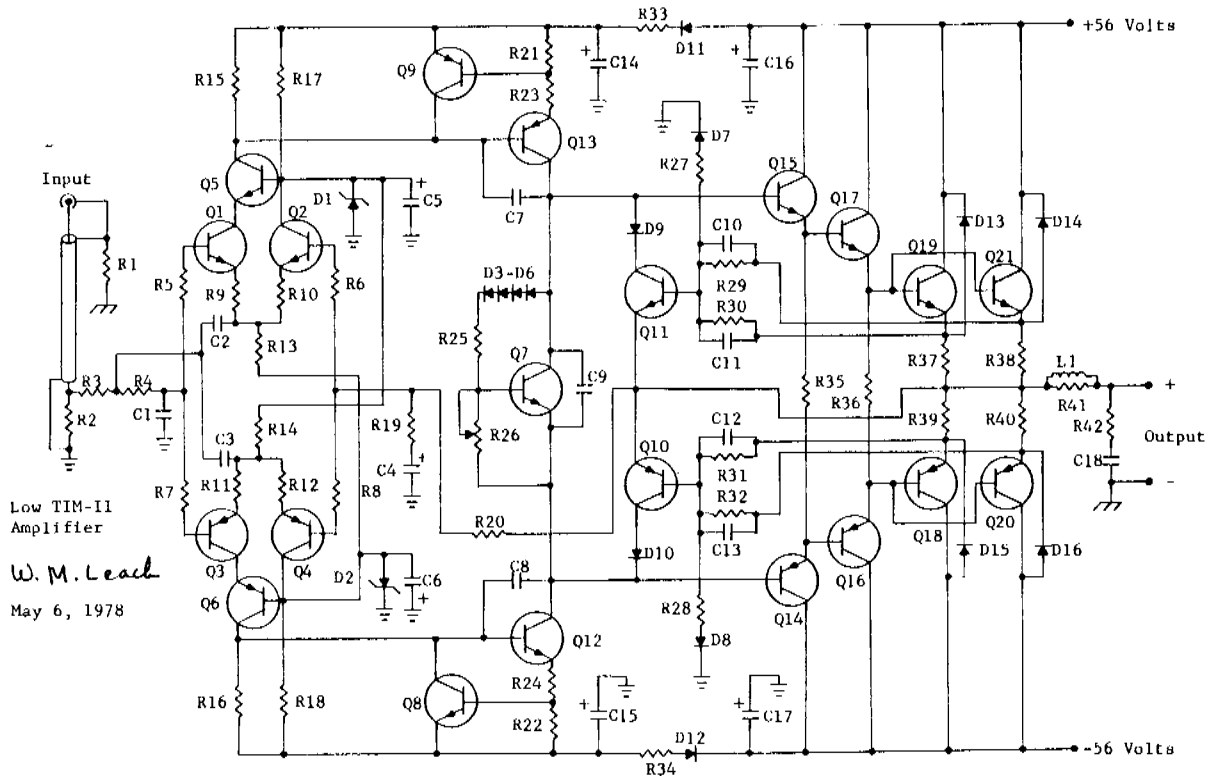 R33
+56 Volts
D11
R21
C14
C16
Q9
R15
R17
R23
D7
Q13
R27
Q15
Input
Q5
D1
C5
C7
Q17
Q1
Q2
D9
C10
D13
D14
R1
Q19
Q21
D3-D6
R5
R9
R10
R6
R29
R30
C2
Q11
R25
C11
R13
Q7
C9
R37
R38
L1
R3
R4
R35
R36
+
C1
R41
R2
R14
R19
R26
C12
R39
R40
R42
Output
C3
C4
Q10
R31
C18
-
R7
R11
R12
R8
R32
Low TIM-II
Amplifier
R20
C13
Q18
Q20
D10
D15
D16
W. M. Leach
Q3
Q4
D2
C6
C8
Q16
May 6, 1978
Q6
R28
Q14
Q12
D8
R24
R16
R18
Q8
C15
C17
R22
D12
-56 Volts
R34